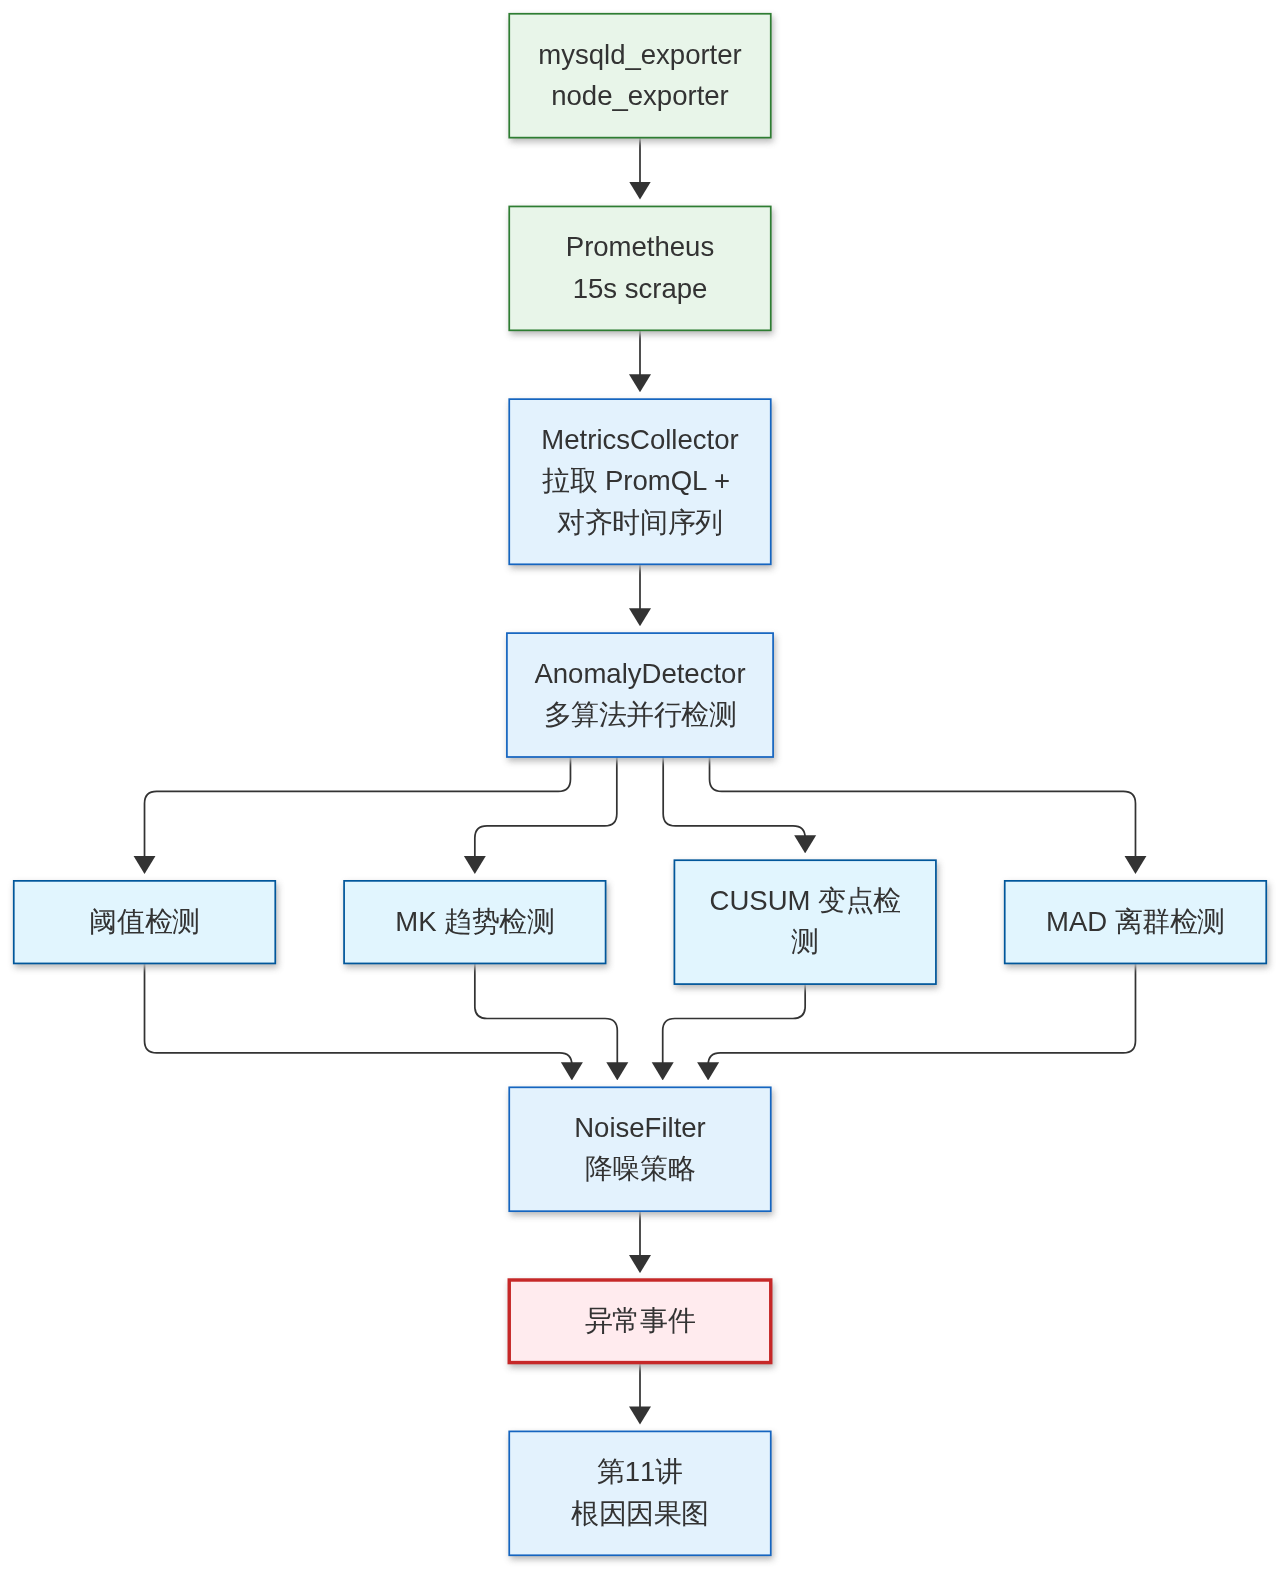 mysqld_exporter
node_exporter
Prometheus
15s scrape
MetricsCollector
拉取 PromQL +
对齐时间序列
AnomalyDetector
多算法并行检测
阈值检测
MK 趋势检测
CUSUM 变点检
测
MAD 离群检测
NoiseFilter
降噪策略
异常事件
第11讲
根因因果图